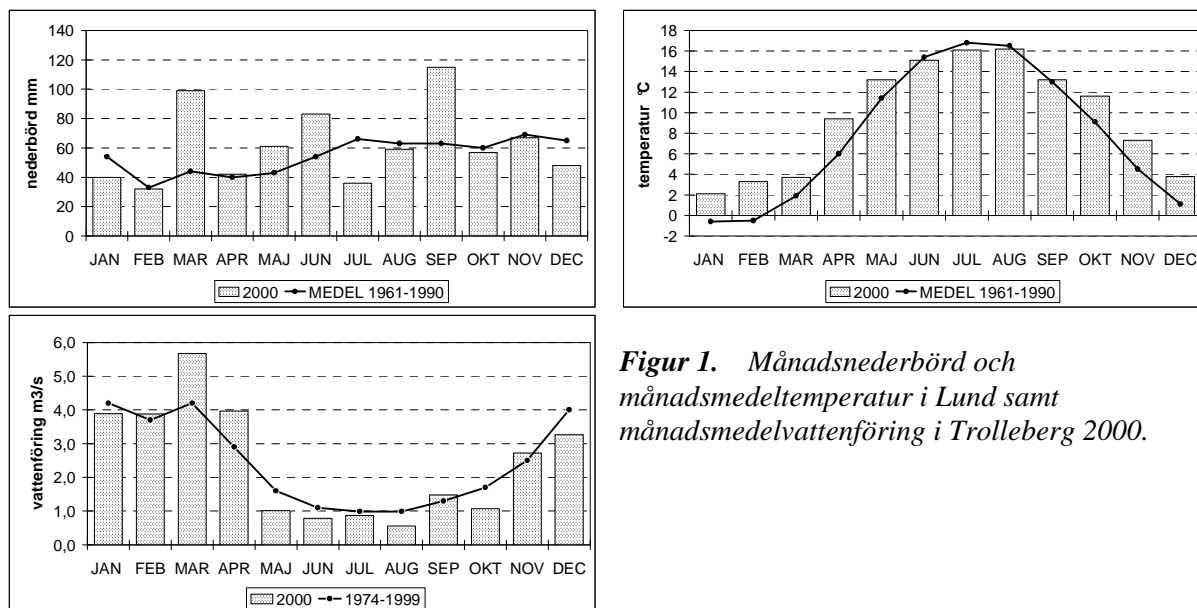 140
120
100
80
60
40
20
0
nederbörd mm
JAN FEB MAR APR MAJ JUN JUL AUG SEP OKT NOV DEC
2000 MEDEL 1961-1990
18
16
14
12
10
8
6
4
2
0
-2
temperatur °C
JAN FEB MAR APR MAJ JUN JUL AUG SEP OKT NOV DEC
2000 MEDEL 1961-1990
6,0
5,0
4,0
3,0
2,0
1,0
0,0
vattenföring m3/s
JAN FEB MAR APR MAJ JUN JUL AUG SEP OKT NOV DEC
2000 1974-1999
Figur 1. Månadsnederbörd och
månadsmedeltemperatur i Lund samt
månadsmedelvattenföring i Trolleberg 2000.